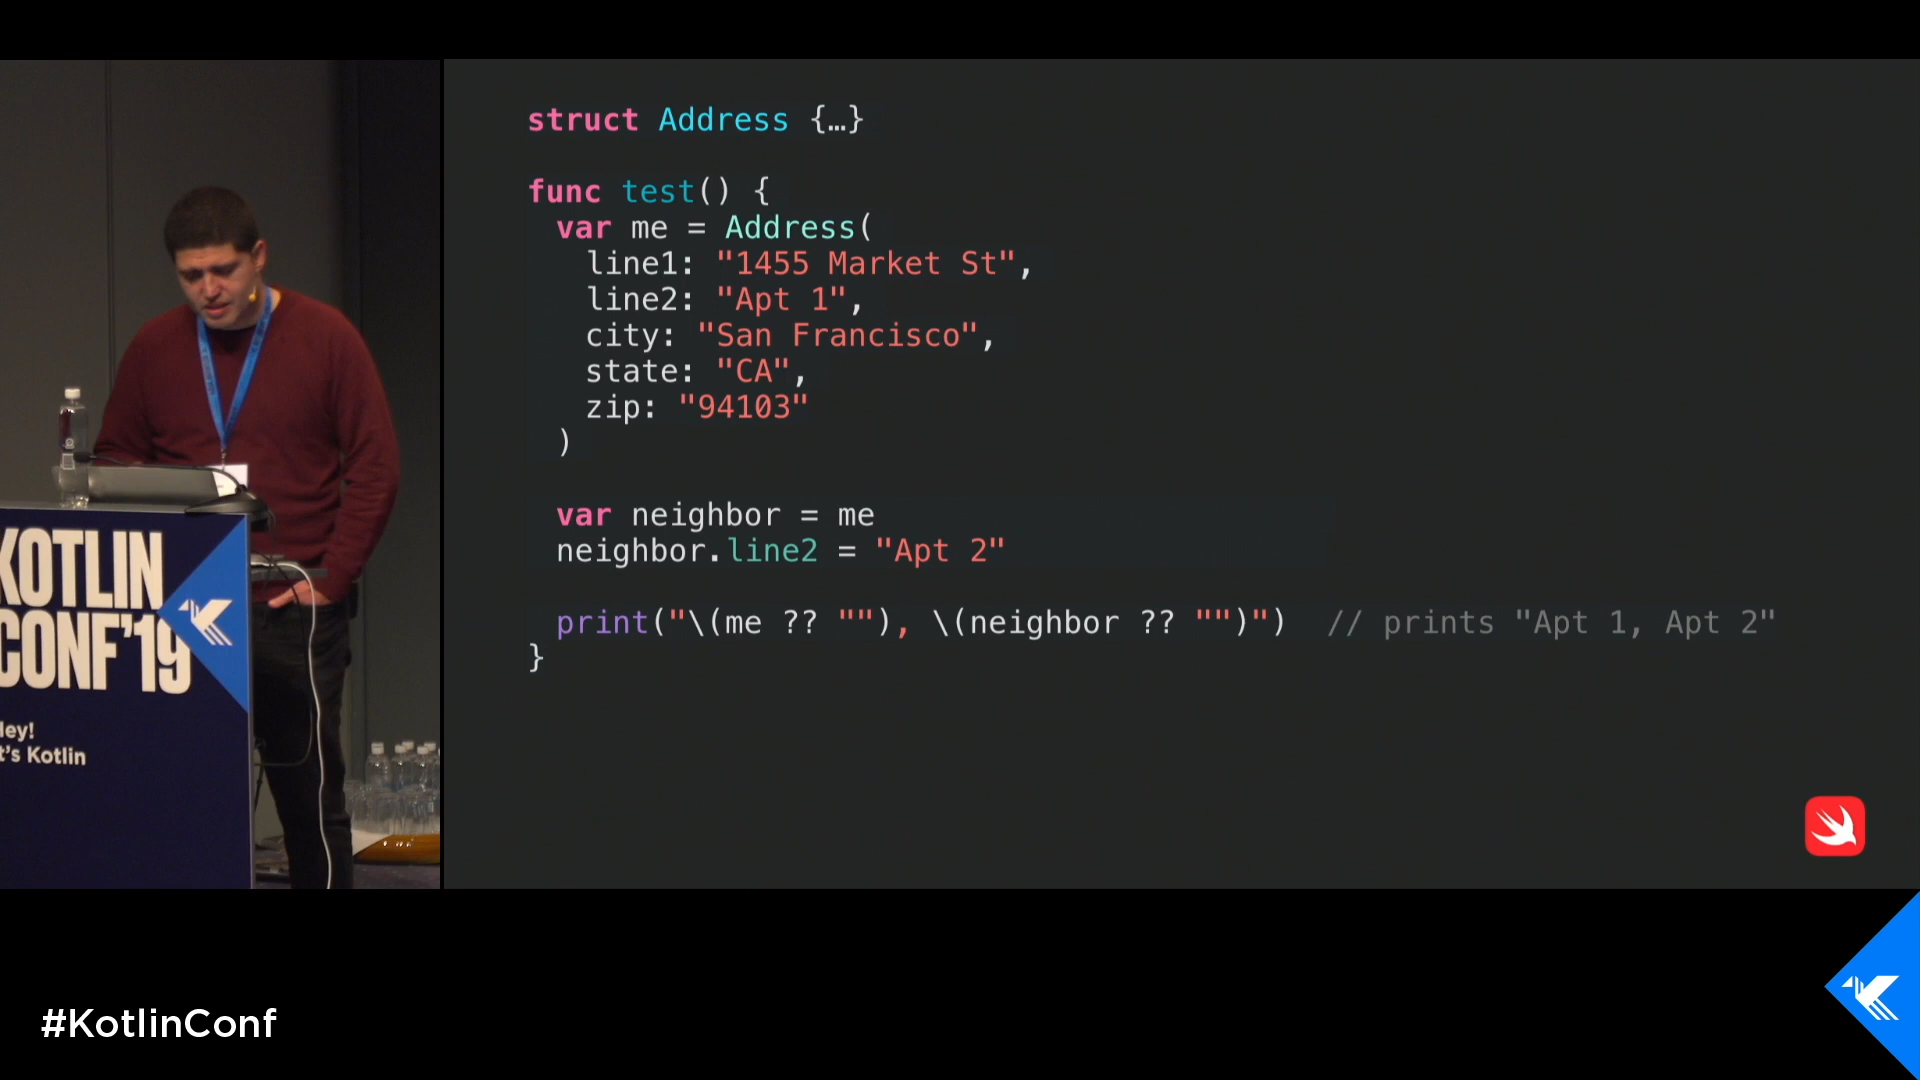 struct Address {…}
func test() {
var me = Address(
line1: "1455 Market St",
line2: "Apt 1",
city: "San Francisco",
state: "CA",
zip: "94103"
)
var neighbor = me
neighbor.line2 = "Apt 2"
print("\(me ?? ""), \(neighbor ?? "")") // prints "Apt 1, Apt 2"
}
KOTLIN
CONF'19
Hey!
t's Kotlin
#KotlinConf